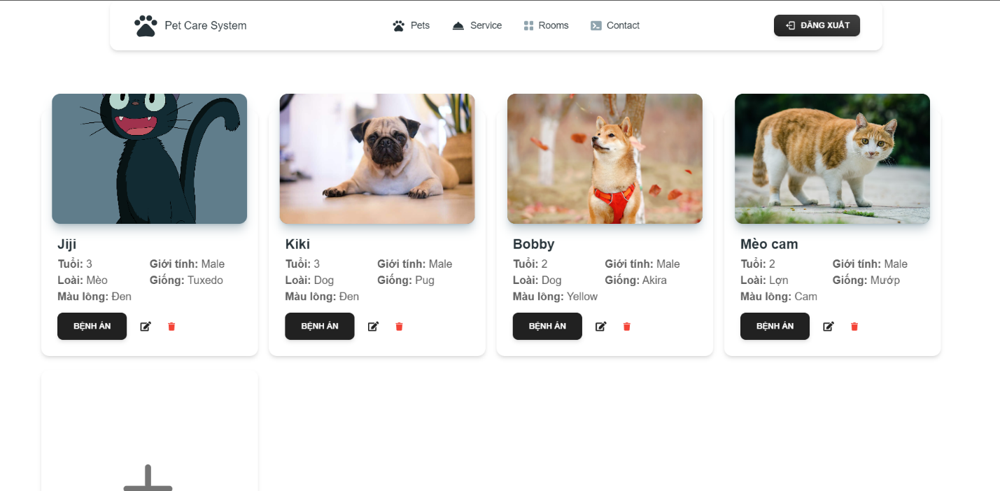 Pet Care System
Pets
Service
Rooms
Contact
ĐĂNG XUẤT
Jiji
Tuổi: 3 Giới tính: Male
Loài: Mèo Giống: Tuxedo
Màu lông: Đen
BỆNH ÁN
Kiki
Tuổi: 3 Giới tính: Male
Loài: Dog Giống: Pug
Màu lông: Đen
BỆNH ÁN
Bobby
Tuổi: 2 Giới tính: Male
Loài: Dog Giống: Akira
Màu lông: Yellow
BỆNH ÁN
Mèo cam
Tuổi: 2 Giới tính: Male
Loài: Lợn Giống: Mướp
Màu lông: Cam
BỆNH ÁN